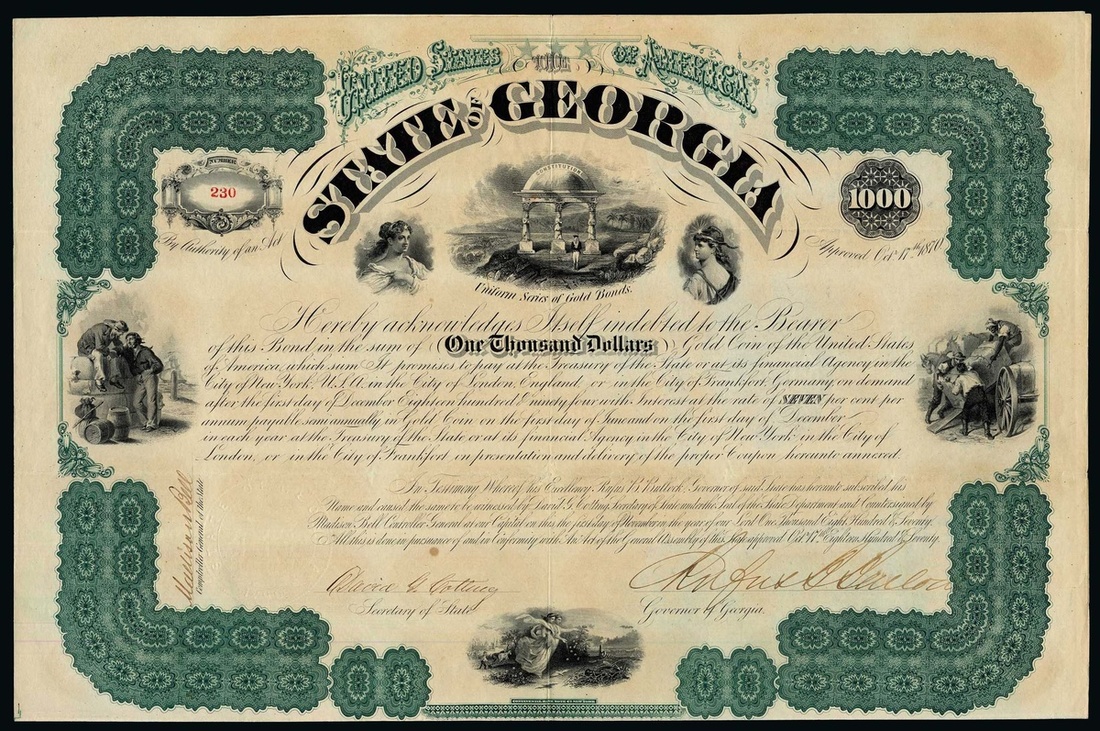 UNITED STATES OF AMERICA
THE
STATE OF GEORGIA
NUMBER
230
1000
CONSTITUTION
By Authority of an Act
Approved Oct. 17th 1870
Uniform Series of Gold Bonds.
Hereby acknowledges Itself indebted to the Bearer
of this Bond in the sum of One Thousand Dollars Gold Coin of the United States
of America, which sum It promises to pay at the Treasury of the State or at its financial Agency in the
City of New York, U.S.A. in the City of London, England, or in the City of Frankfort, Germany, on demand
after the first day of December Eighteen hundred & ninety four with Interest at the rate of SEVEN per cent per
annum payable semi annually in Gold Coin on the first day of June and on the first day of December
in each year at the Treasury of the State or at its financial Agency in the City of New York in the City of
London, or in the City of Frankfort on presentation and delivery of the proper Coupon hereunto annexed.
In Testimony Whereof his Excellency Rufus B. Bullock, Governor of said State has hereunto subscribed his
Name and caused the same to be witnessed by David G. Cotting, Secretary of State under the Seal of the State Department and Countersigned by
Madison Bell Controller General at our Capital on this, the first day of November in the year of our Lord One Thousand Eight Hundred & Seventy.
All this is done in pursuance of and in Conformity with An Act of the General Assembly of this State approved Oct. 17th Eighteen Hundred & Seventy.
Madison Bell
Comptroller General of the State
David G. Cotting
Secretary of State
Rufus B Bullock
Governor of Georgia.